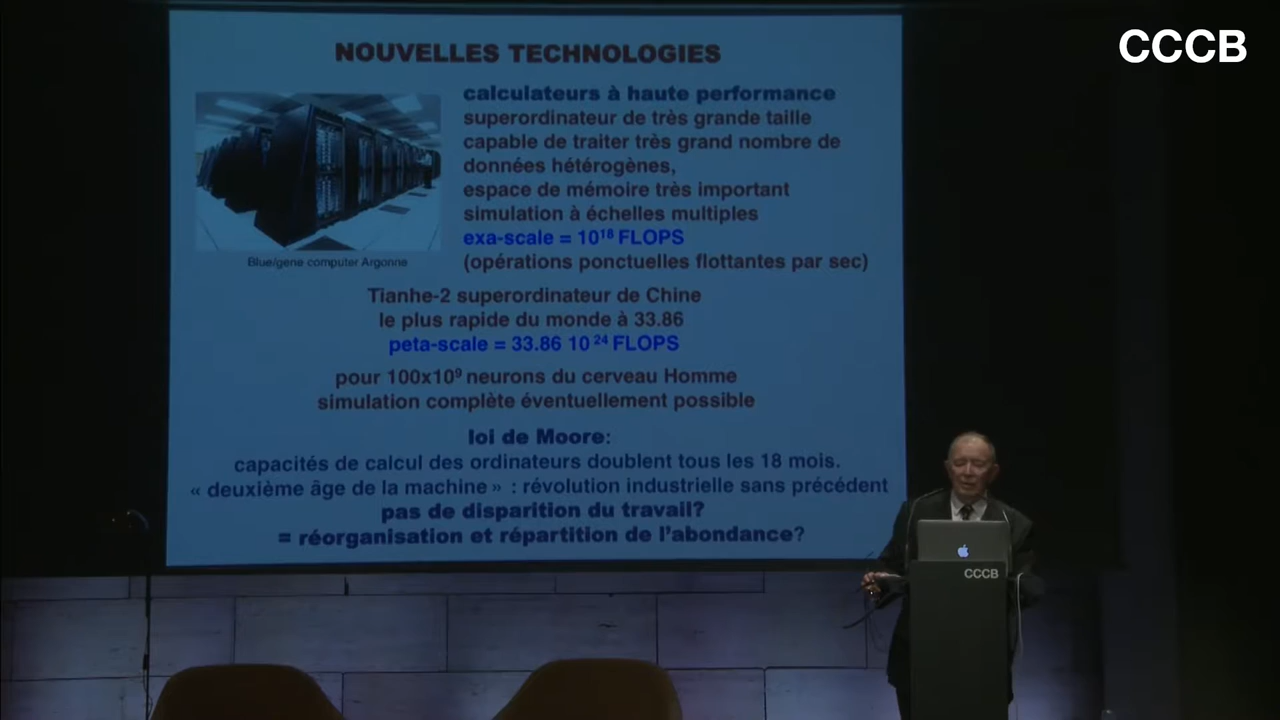 CCCB
NOUVELLES TECHNOLOGIES
calculateurs à haute performance
superordinateur de très grande taille
capable de traiter très grand nombre de
données hétérogènes,
espace de mémoire très important
simulation à échelles multiples
exa-scale = 10¹⁸ FLOPS
(opérations ponctuelles flottantes par sec)
Blue/gene computer Argonne
Tianhe-2 superordinateur de Chine
le plus rapide du monde à 33.86
peta-scale = 33.86 10²⁴ FLOPS
pour 100x10⁹ neurons du cerveau Homme
simulation complète éventuellement possible
loi de Moore:
capacités de calcul des ordinateurs doublent tous les 18 mois.
« deuxième âge de la machine » : révolution industrielle sans précédent
pas de disparition du travail?
= réorganisation et répartition de l'abondance?
CCCB